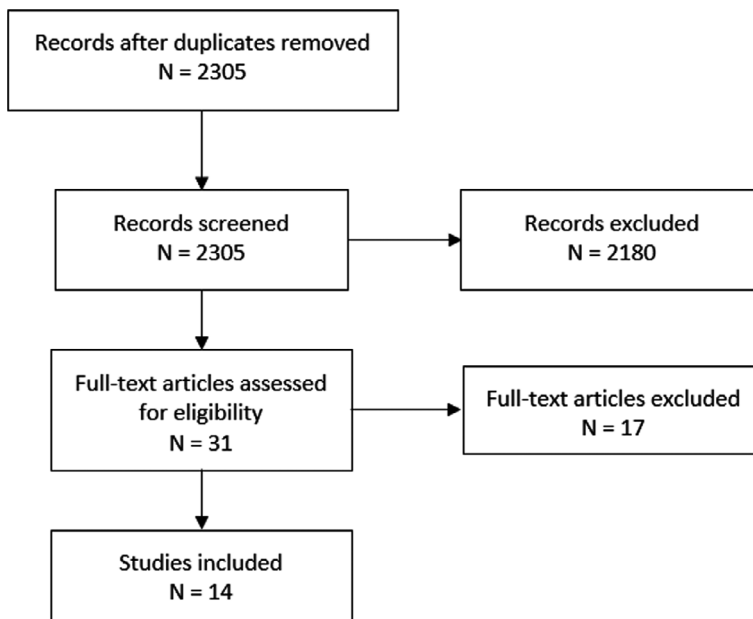 Records after duplicates removed
N = 2305
Records screened
N = 2305
Records excluded
N = 2180
Full-text articles assessed
for eligibility
N = 31
Full-text articles excluded
N = 17
Studies included
N = 14